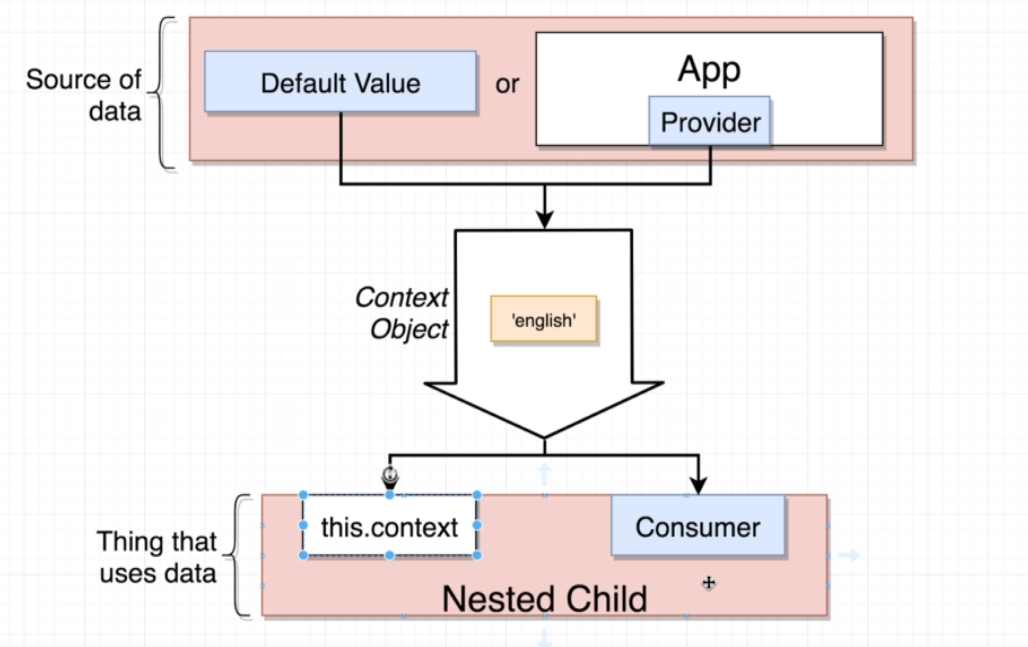 Source of
data
Default Value
or
App
Provider
Context
Object
'english'
this.context
Consumer
Thing that
uses data
Nested Child